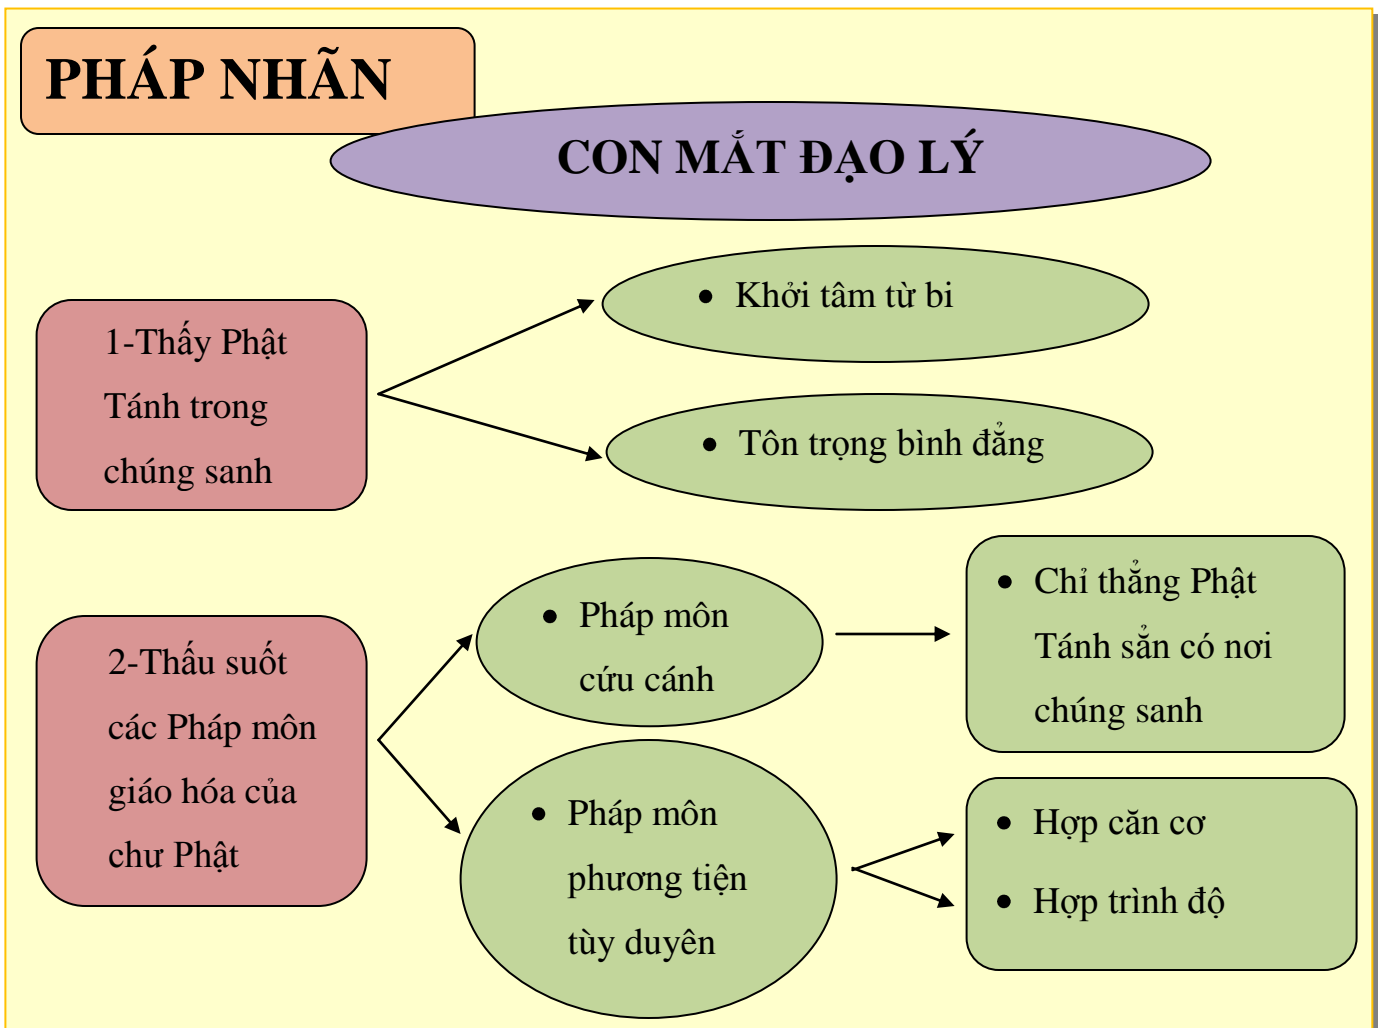 PHÁP NHÃN
CON MẮT ĐẠO LÝ
1-Thấy Phật
Tánh trong
chúng sanh
• Khởi tâm từ bi
• Tôn trọng bình đẳng
2-Thấu suốt
các Pháp môn
giáo hóa của
chư Phật
• Pháp môn
cứu cánh
• Chỉ thẳng Phật
Tánh sẳn có nơi
chúng sanh
• Pháp môn
phương tiện
tùy duyên
• Hợp căn cơ
• Hợp trình độ